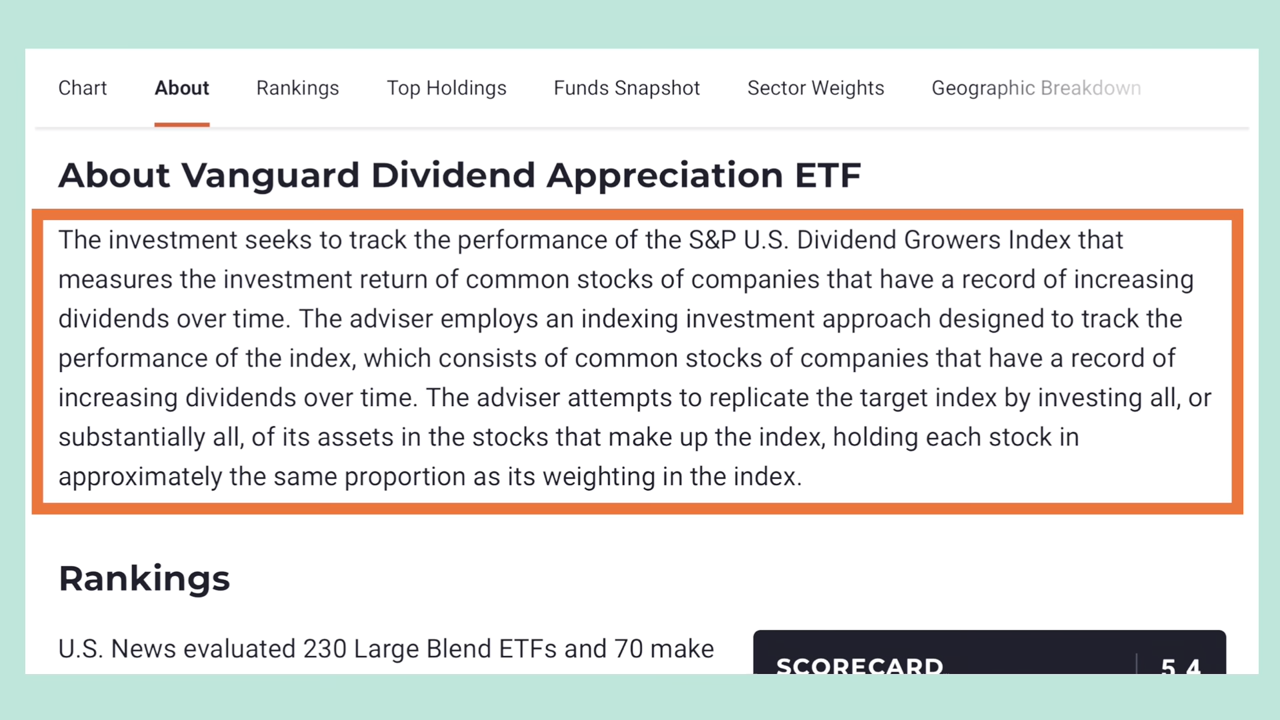 Chart About Rankings Top Holdings Funds Snapshot Sector Weights Geographic Breakdown
About Vanguard Dividend Appreciation ETF
The investment seeks to track the performance of the S&P U.S. Dividend Growers Index that
measures the investment return of common stocks of companies that have a record of increasing
dividends over time. The adviser employs an indexing investment approach designed to track the
performance of the index, which consists of common stocks of companies that have a record of
increasing dividends over time. The adviser attempts to replicate the target index by investing all, or
substantially all, of its assets in the stocks that make up the index, holding each stock in
approximately the same proportion as its weighting in the index.
Rankings
U.S. News evaluated 230 Large Blend ETFs and 70 make
SCORECARD 5.4